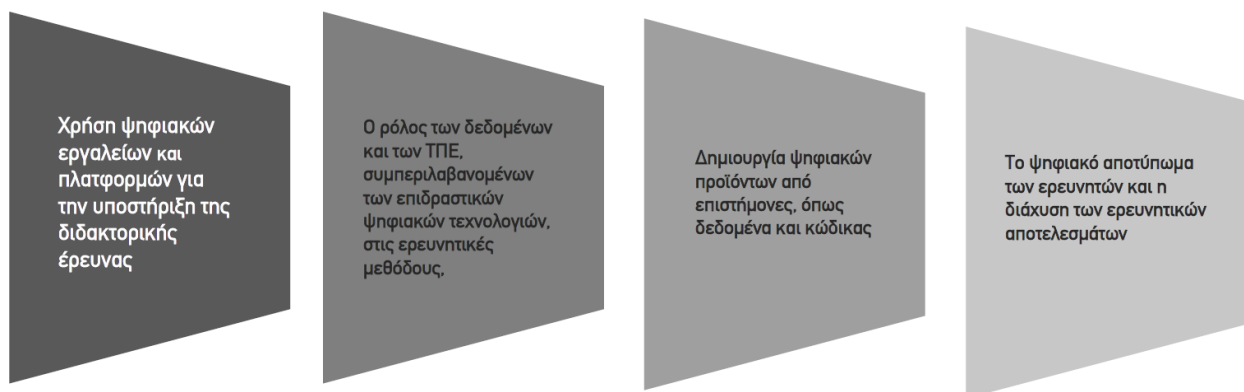 Χρήση ψηφιακών
εργαλείων και
πλατφορμών για
την υποστήριξη της
διδακτορικής
έρευνας
Ο ρόλος των δεδομένων
και των ΤΠΕ,
συμπεριλαβανομένων
των επιδραστικών
ψηφιακών τεχνολογιών,
στις ερευνητικές
μεθόδους,
Δημιουργία ψηφιακών
προϊόντων από
επιστήμονες, όπως
δεδομένα και κώδικας
Το ψηφιακό αποτύπωμα
των ερευνητών και η
διάχυση των ερευνητικών
αποτελεσμάτων